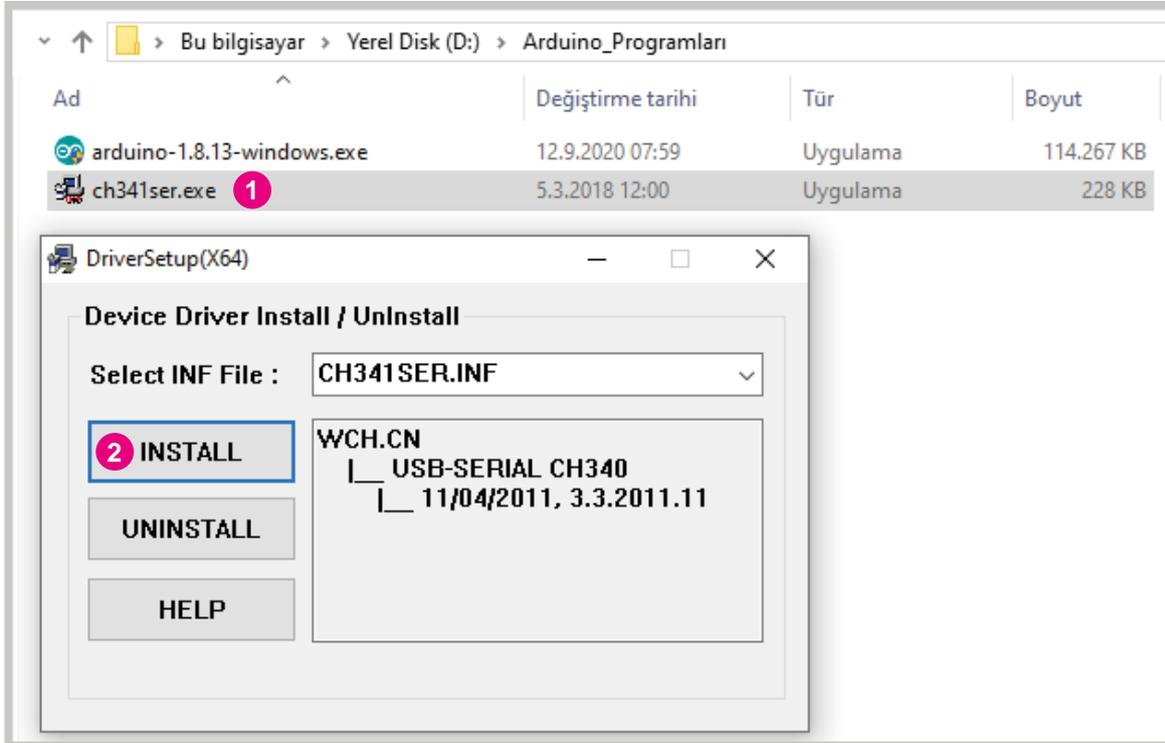 Bu bilgisayar > Yerel Disk (D:) > Arduino_Programları
Ad Değiştirme tarihi Tür Boyut
arduino-1.8.13-windows.exe 12.9.2020 07:59 Uygulama 114.267 KB
ch341ser.exe 1 5.3.2018 12:00 Uygulama 228 KB
DriverSetup(X64)
Device Driver Install / UnInstall
Select INF File : CH341SER.INF
2 INSTALL
WCH.CN
|__ USB-SERIAL CH340
|__ 11/04/2011, 3.3.2011.11
UNINSTALL
HELP